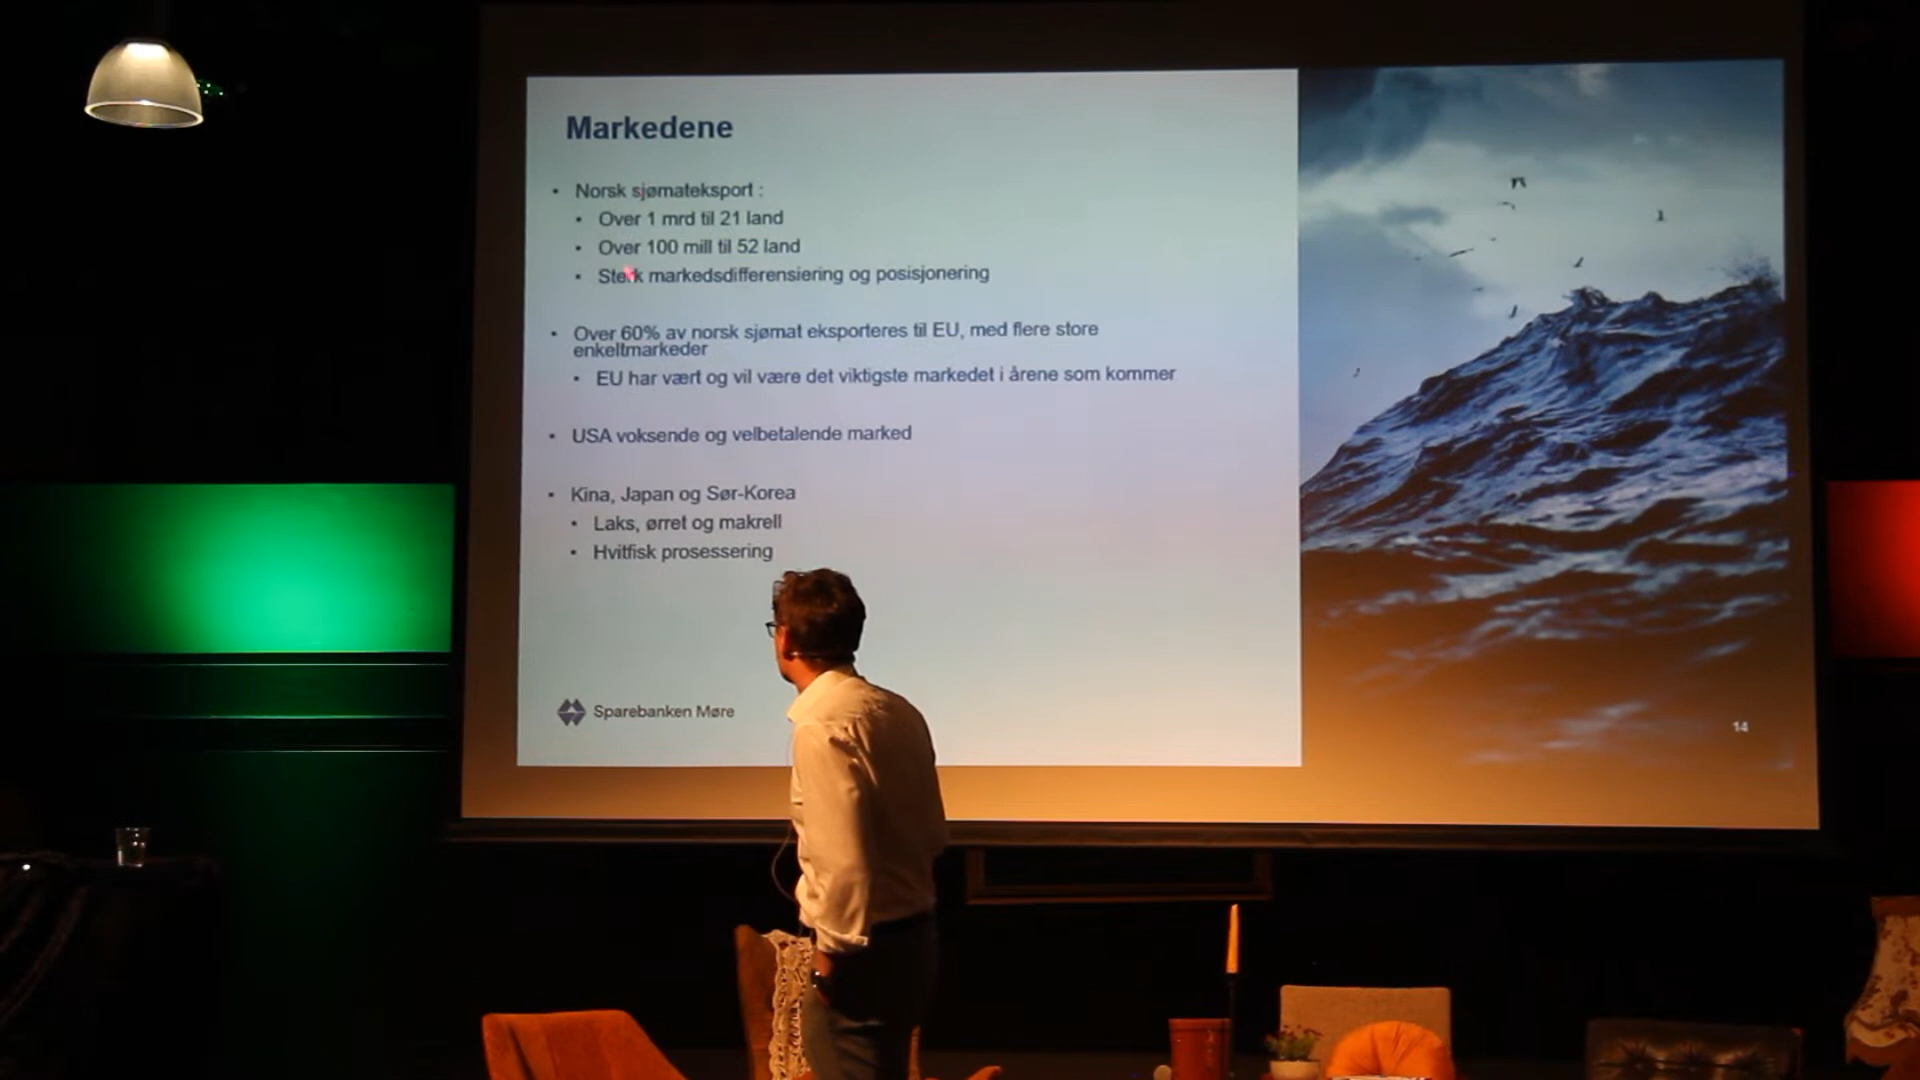 Markedene
• Norsk sjømateksport :
• Over 1 mrd til 21 land
• Over 100 mill til 52 land
• Sterk markedsdifferensiering og posisjonering
• Over 60% av norsk sjømat eksporteres til EU, med flere store
enkeltmarkeder
• EU har vært og vil være det viktigste markedet i årene som kommer
• USA voksende og velbetalende marked
• Kina, Japan og Sør-Korea
• Laks, ørret og makrell
• Hvitfisk prosessering
Sparebanken Møre
14